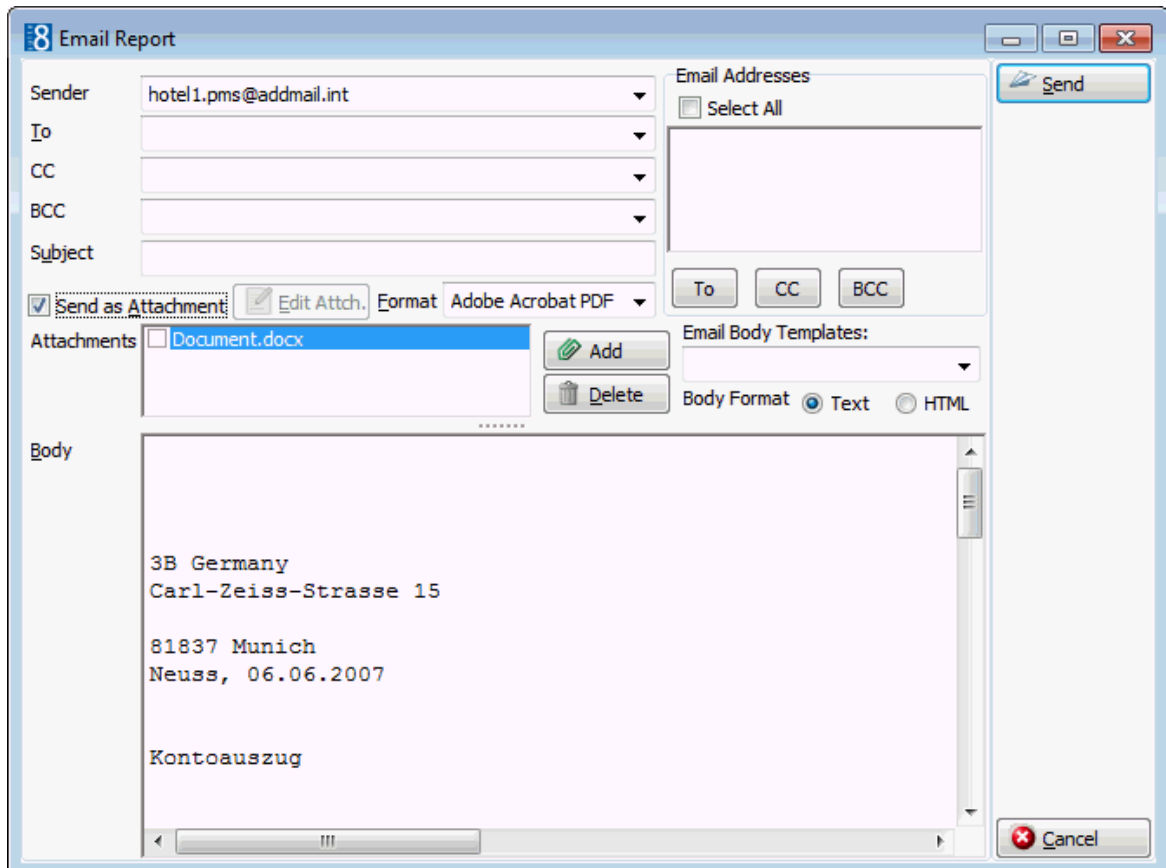 8 Email Report
Sender hotel1.pms@addmail.int
To
CC
BCC
Subject
Send as Attachment Edit Attch. Format Adobe Acrobat PDF
Attachments Document.docx
Add
Delete
Email Addresses
Select All
To CC BCC
Email Body Templates:
Body Format Text HTML
Body
3B Germany
Carl-Zeiss-Strasse 15
81837 Munich
Neuss, 06.06.2007
Kontoauszug
Send
Cancel